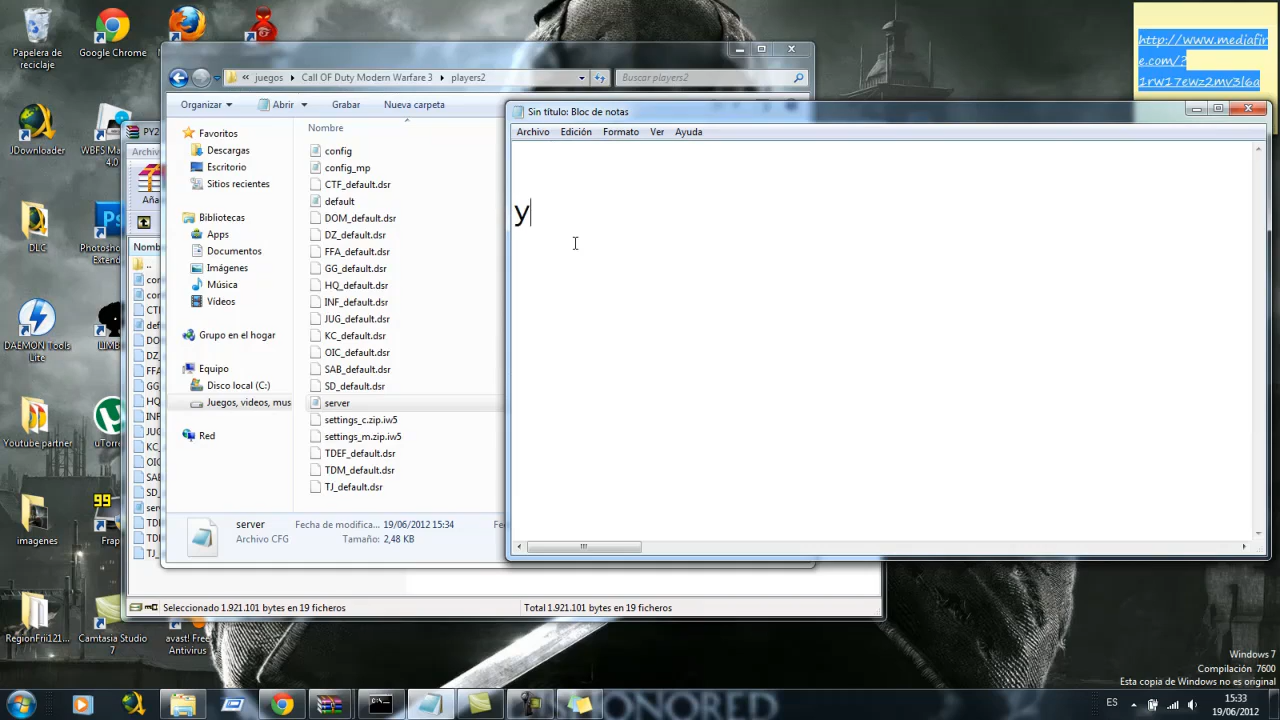 Papelera de
reciclaje
Google Chrome
http://www.mediafir
e.com/?
1rw17ewz2mv3l6a
JDownloader
WBFS Ma
4.0
DLC
Photosho
Extend
DAEMON Tools
Lite
LIMB
Youtube partner
uTorre
imagenes
Frap
RegionFrii121...
Camtasia Studio
7
avast! Free
Antivirus
PY2
Archiv
Aña
Nomb
..
juegos
Call OF Duty Modern Warfare 3
players2
Buscar players2
Organizar
Abrir
Grabar
Nueva carpeta
Favoritos
Descargas
Escritorio
Sitios recientes
Bibliotecas
Apps
Documentos
Imágenes
Música
Vídeos
Grupo en el hogar
Equipo
Disco local (C:)
Juegos, videos, mus
Red
Nombre
config
config_mp
CTF_default.dsr
default
DOM_default.dsr
DZ_default.dsr
FFA_default.dsr
GG_default.dsr
HQ_default.dsr
INF_default.dsr
JUG_default.dsr
KC_default.dsr
OIC_default.dsr
SAB_default.dsr
SD_default.dsr
server
settings_c.zip.iw5
settings_m.zip.iw5
TDEF_default.dsr
TDM_default.dsr
TJ_default.dsr
server
Fecha de modifica... 19/06/2012 15:34
Archivo CFG
Tamaño: 2,48 KB
Sin título: Bloc de notas
Archivo Edición Formato Ver Ayuda
y
Seleccionado 1.921.101 bytes en 19 ficheros
Total 1.921.101 bytes en 19 ficheros
Windows 7
Compilación 7600
Esta copia de Windows no es original
ONORED
ES
15:33
19/06/2012